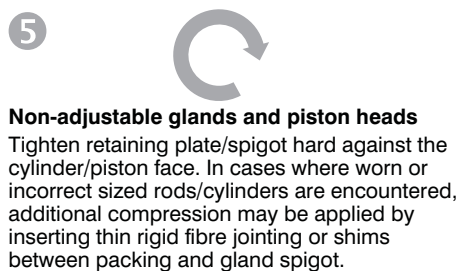 5
Non-adjustable glands and piston heads
Tighten retaining plate/spigot hard against the
cylinder/piston face. In cases where worn or
incorrect sized rods/cylinders are encountered,
additional compression may be applied by
inserting thin rigid fibre jointing or shims
between packing and gland spigot.